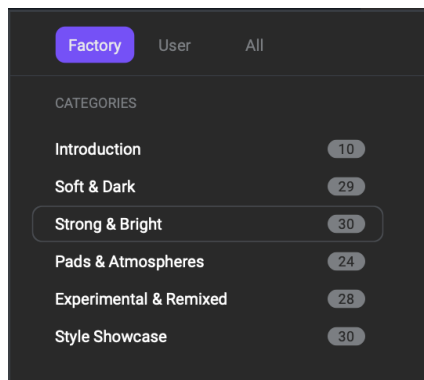 Factory User All
CATEGORIES
Introduction 10
Soft & Dark 29
Strong & Bright 30
Pads & Atmospheres 24
Experimental & Remixed 28
Style Showcase 30